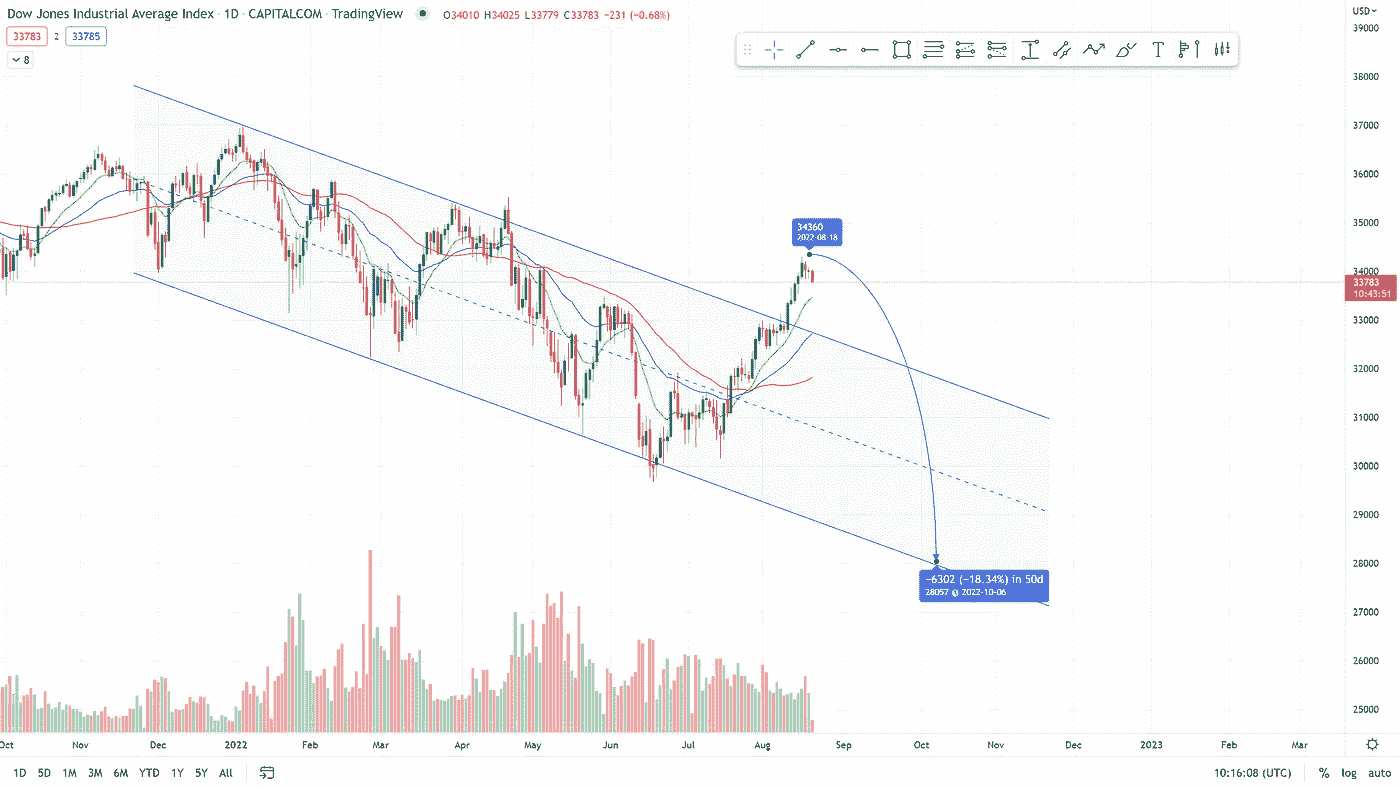 Dow Jones Industrial Average Index · 1D · CAPITALCOM · TradingView O34010 H34025 L33779 C33783 −231 (−0.68%)
USD
33783 2 33785
8
39000
38000
37000
36000
35000
34000
33783
10:43:51
33000
32000
31000
30000
29000
28000
27000
26000
25000
34360
2022-08-18
−6302 (−18.34%) in 50d
28057 @ 2022-10-06
Oct Nov Dec 2022 Feb Mar Apr May Jun Jul Aug Sep Oct Nov Dec 2023 Feb Mar
1D 5D 1M 3M 6M YTD 1Y 5Y All 10:16:08 (UTC) % log auto